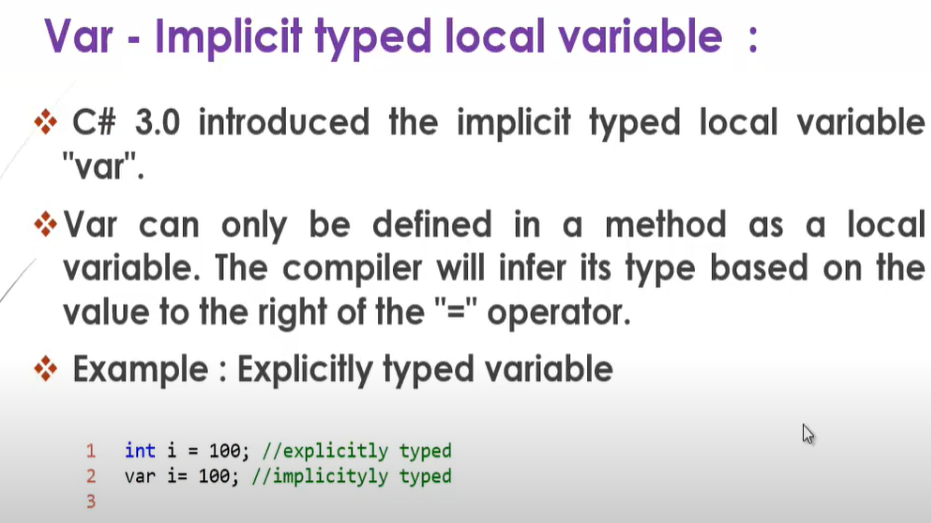 Var - Implicit typed local variable :
C# 3.0 introduced the implicit typed local variable
"var".
Var can only be defined in a method as a local
variable. The compiler will infer its type based on the
value to the right of the "=" operator.
Example : Explicitly typed variable
1 int i = 100; //explicitly typed
2 var i= 100; //implicityly typed
3